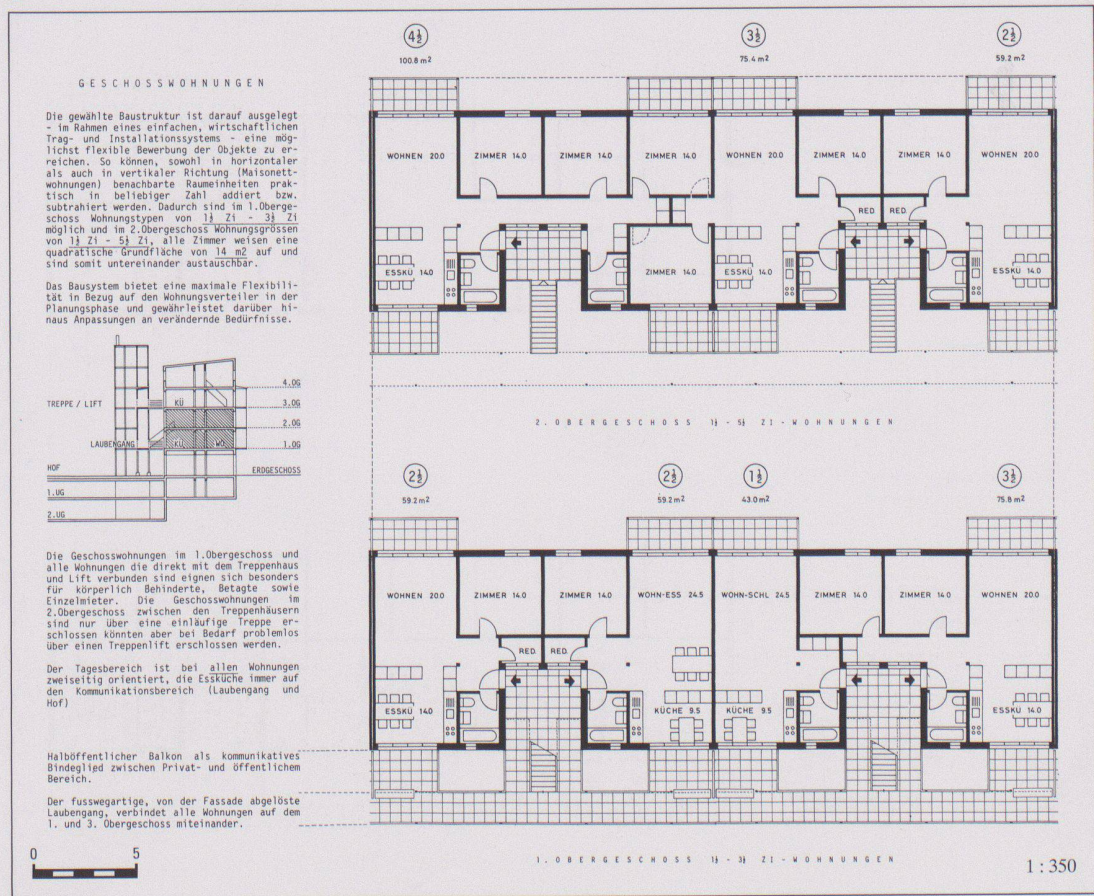 GESCHOSSWOHNUNGEN
Die gewählte Baustruktur ist darauf ausgelegt
- im Rahmen eines einfachen, wirtschaftlichen
Trag- und Installationssystems - eine mög-
lichst flexible Bewerbung der Objekte zu er-
reichen. So können, sowohl in horizontaler
als auch in vertikaler Richtung (Maisonett-
wohnungen) benachbarte Raumeinheiten prak-
tisch in beliebiger Zahl addiert bzw.
subtrahiert werden. Dadurch sind im 1.Oberge-
schoss Wohnungstypen von 1½ Zi - 3½ Zi
möglich und im 2.Obergeschoss Wohnungsgrössen
von 1½ Zi - 5½ Zi, alle Zimmer weisen eine
quadratische Grundfläche von 14 m2 auf und
sind somit untereinander austauschbar.
Das Bausystem bietet eine maximale Flexibili-
tät in Bezug auf den Wohnungsverteiler in der
Planungsphase und gewährleistet darüber hi-
naus Anpassungen an verändernde Bedürfnisse.
4.OG
TREPPE / LIFT KÜ 3.OG
2.OG
LAUBENGANG KÜ WO 1.OG
HOF ERDGESCHOSS
1.UG
2.UG
Die Geschosswohnungen im 1.Obergeschoss und
alle Wohnungen die direkt mit dem Treppenhaus
und Lift verbunden sind eignen sich besonders
für körperlich Behinderte, Betagte sowie
Einzelmieter. Die Geschosswohnungen im
2.Obergeschoss zwischen den Treppenhäusern
sind nur über eine einläufige Treppe er-
schlossen könnten aber bei Bedarf problemlos
über einen Treppenlift erschlossen werden.
Der Tagesbereich ist bei allen Wohnungen
zweiseitig orientiert, die Essküche immer auf
den Kommunikationsbereich (Laubengang und
Hof)
Halböffentlicher Balkon als kommunikatives
Bindeglied zwischen Privat- und öffentlichem
Bereich.
Der fusswegartige, von der Fassade abgelöste
Laubengang, verbindet alle Wohnungen auf dem
1. und 3. Obergeschoss miteinander.
0 5
4½ 3½ 2½
100.8 m² 75.4 m² 59.2 m²
WOHNEN 20.0 ZIMMER 14.0 ZIMMER 14.0 ZIMMER 14.0 WOHNEN 20.0 ZIMMER 14.0 ZIMMER 14.0 WOHNEN 20.0
RED. RED.
ESSKÜ 14.0 ZIMMER 14.0 ESSKÜ 14.0 ESSKÜ 14.0
2. OBERGESCHOSS 1½ - 5½ ZI - WOHNUNGEN
2½ 2½ 1½ 3½
59.2 m² 59.2 m² 43.0 m² 75.8 m²
WOHNEN 20.0 ZIMMER 14.0 ZIMMER 14.0 WOHN-ESS 24.5 WOHN-SCHL 24.5 ZIMMER 14.0 ZIMMER 14.0 WOHNEN 20.0
RED. RED.
ESSKÜ 14.0 KÜCHE 9.5 KÜCHE 9.5 ESSKÜ 14.0
1. OBERGESCHOSS 1½ - 3½ ZI - WOHNUNGEN
1 : 350